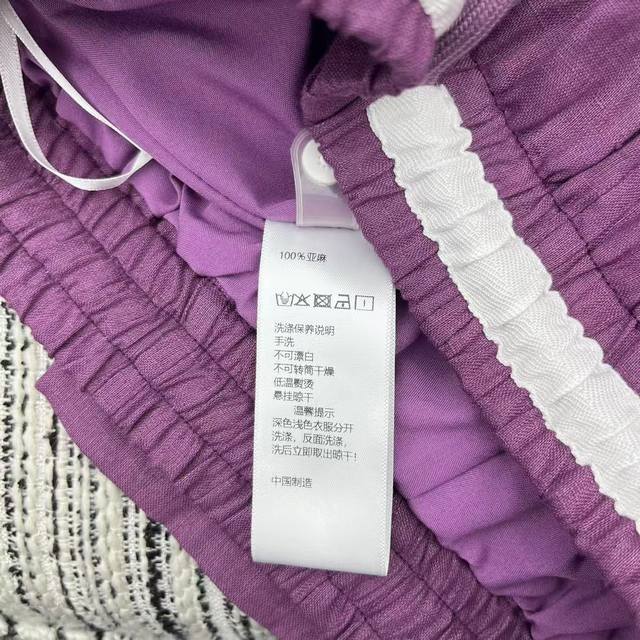 100%亚麻
洗涤保养说明
手洗
不可漂白
不可转筒干燥
低温熨烫
悬挂晾干
温馨提示
深色浅色衣服分开
洗涤，反面洗涤，
洗后立即取出晾干！
中国制造